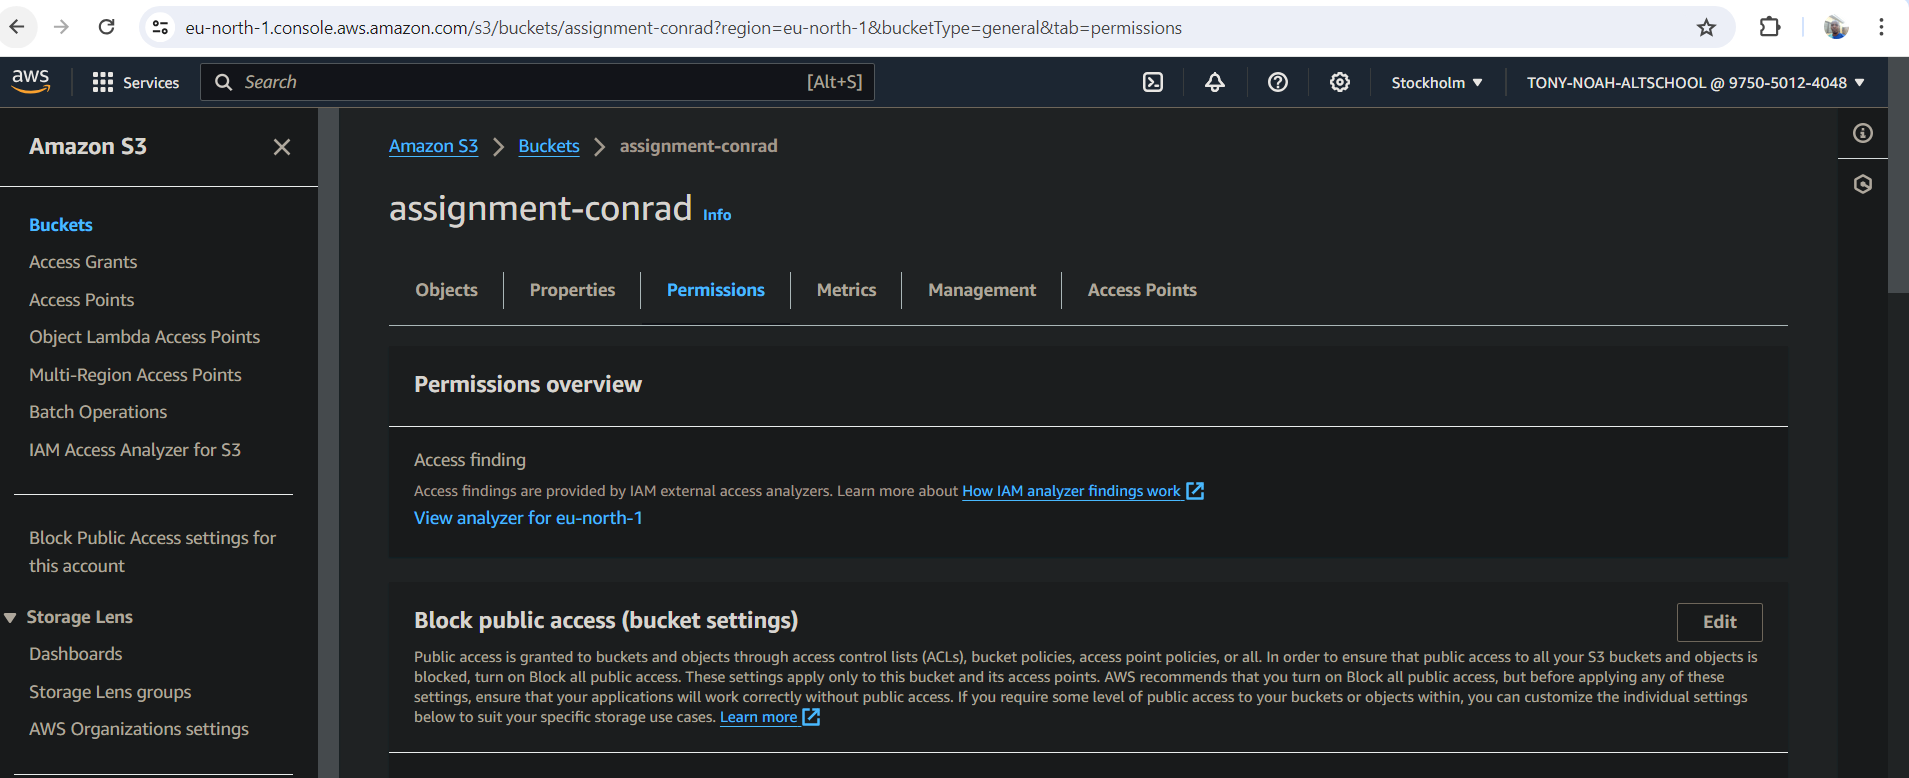 eu-north-1.console.aws.amazon.com/s3/buckets/assignment-conrad?region=eu-north-1&bucketType=general&tab=permissions
aws
Services
Search
[Alt+S]
Stockholm
TONY-NOAH-ALTSCHOOL @ 9750-5012-4048
Amazon S3
Buckets
Access Grants
Access Points
Object Lambda Access Points
Multi-Region Access Points
Batch Operations
IAM Access Analyzer for S3
Block Public Access settings for
this account
Storage Lens
Dashboards
Storage Lens groups
AWS Organizations settings
Amazon S3 > Buckets > assignment-conrad
assignment-conrad Info
Objects
Properties
Permissions
Metrics
Management
Access Points
Permissions overview
Access finding
Access findings are provided by IAM external access analyzers. Learn more about How IAM analyzer findings work
View analyzer for eu-north-1
Block public access (bucket settings)
Edit
Public access is granted to buckets and objects through access control lists (ACLs), bucket policies, access point policies, or all. In order to ensure that public access to all your S3 buckets and objects is
blocked, turn on Block all public access. These settings apply only to this bucket and its access points. AWS recommends that you turn on Block all public access, but before applying any of these
settings, ensure that your applications will work correctly without public access. If you require some level of public access to your buckets or objects within, you can customize the individual settings
below to suit your specific storage use cases. Learn more